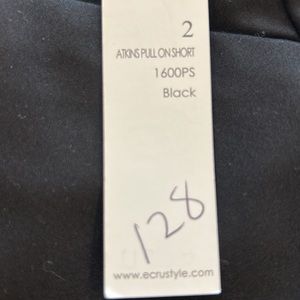 2
ATKINS PULL ON SHORT
1600PS
Black
128
www.ecrustyle.com